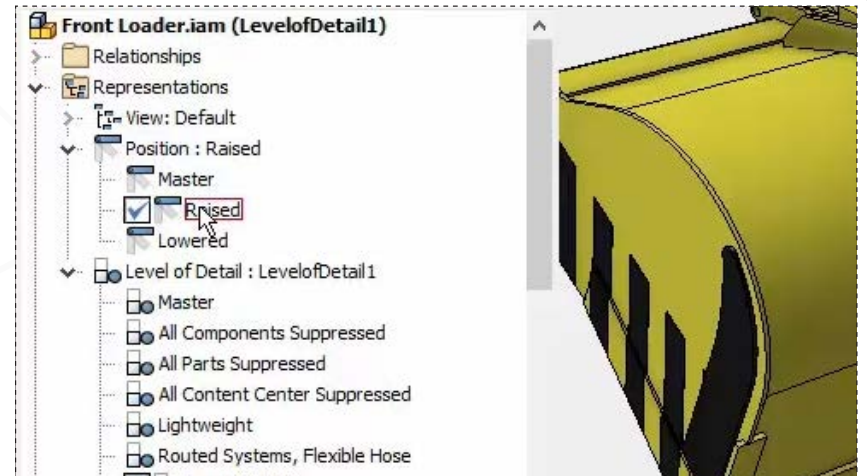 Front Loader.iam (LevelofDetail1)
Relationships
Representations
View: Default
Position : Raised
Master
Raised
Lowered
Level of Detail : LevelofDetail1
Master
All Components Suppressed
All Parts Suppressed
All Content Center Suppressed
Lightweight
Routed Systems, Flexible Hose